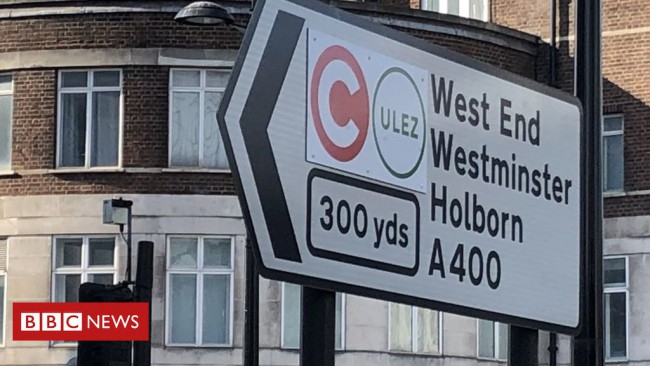 C
ULEZ
300 yds
West End
Westminster
Holborn
A400
BBC NEWS